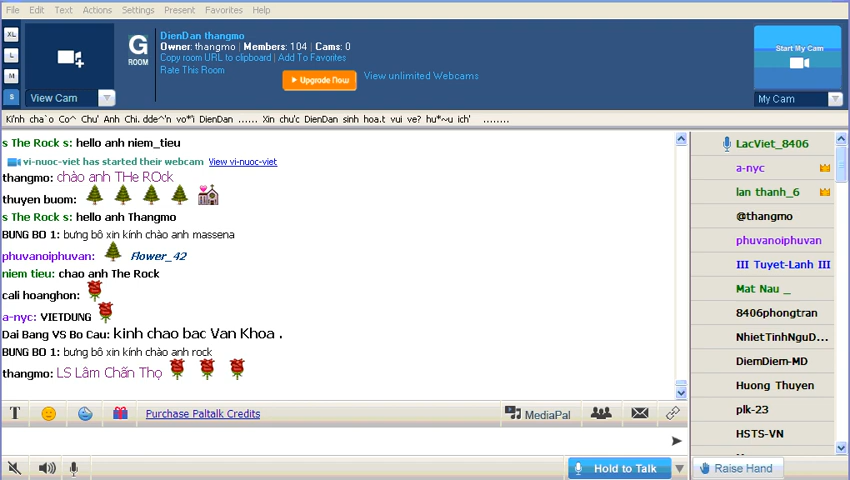 File Edit Text Actions Settings Present Favorites Help
XL
L
M
S
View Cam
G
ROOM
DienDan thangmo
Owner: thangmo | Members: 104 | Cams: 0
Copy room URL to clipboard | Add To Favorites
Rate This Room
Upgrade Now
View unlimited Webcams
Start My Cam
My Cam
Ki'nh cha`o Co^ Chu' Anh Chi. dde^'n vo*'i DienDan ...... Xin chu'c DienDan sinh hoa.t vui ve? hu*~u ich' ........
s The Rock s: hello anh niem_tieu
vi-nuoc-viet has started their webcam View vi-nuoc-viet
thangmo: chào anh THe ROck
thuyen buom:
s The Rock s: hello anh Thangmo
BUNG BO 1: bưng bô xin kính chào anh massena
phuvanoiphuvan: Flower_42
niem tieu: chao anh The Rock
cali hoanghon:
a-nyc: VIETDUNG
Dai Bang VS Bo Cau: kinh chao bac Van Khoa .
BUNG BO 1: bưng bô xin kính chào anh rock
thangmo: LS Lâm Chấn Thọ
T
Purchase Paltalk Credits
MediaPal
Hold to Talk
LacViet_8406
a-nyc
lan thanh_6
@thangmo
phuvanoiphuvan
III Tuyet-Lanh III
Mat Nau _
8406phongtran
NhietTinhNguD...
DiemDiem-MD
Huong Thuyen
plk-23
HSTS-VN
Raise Hand